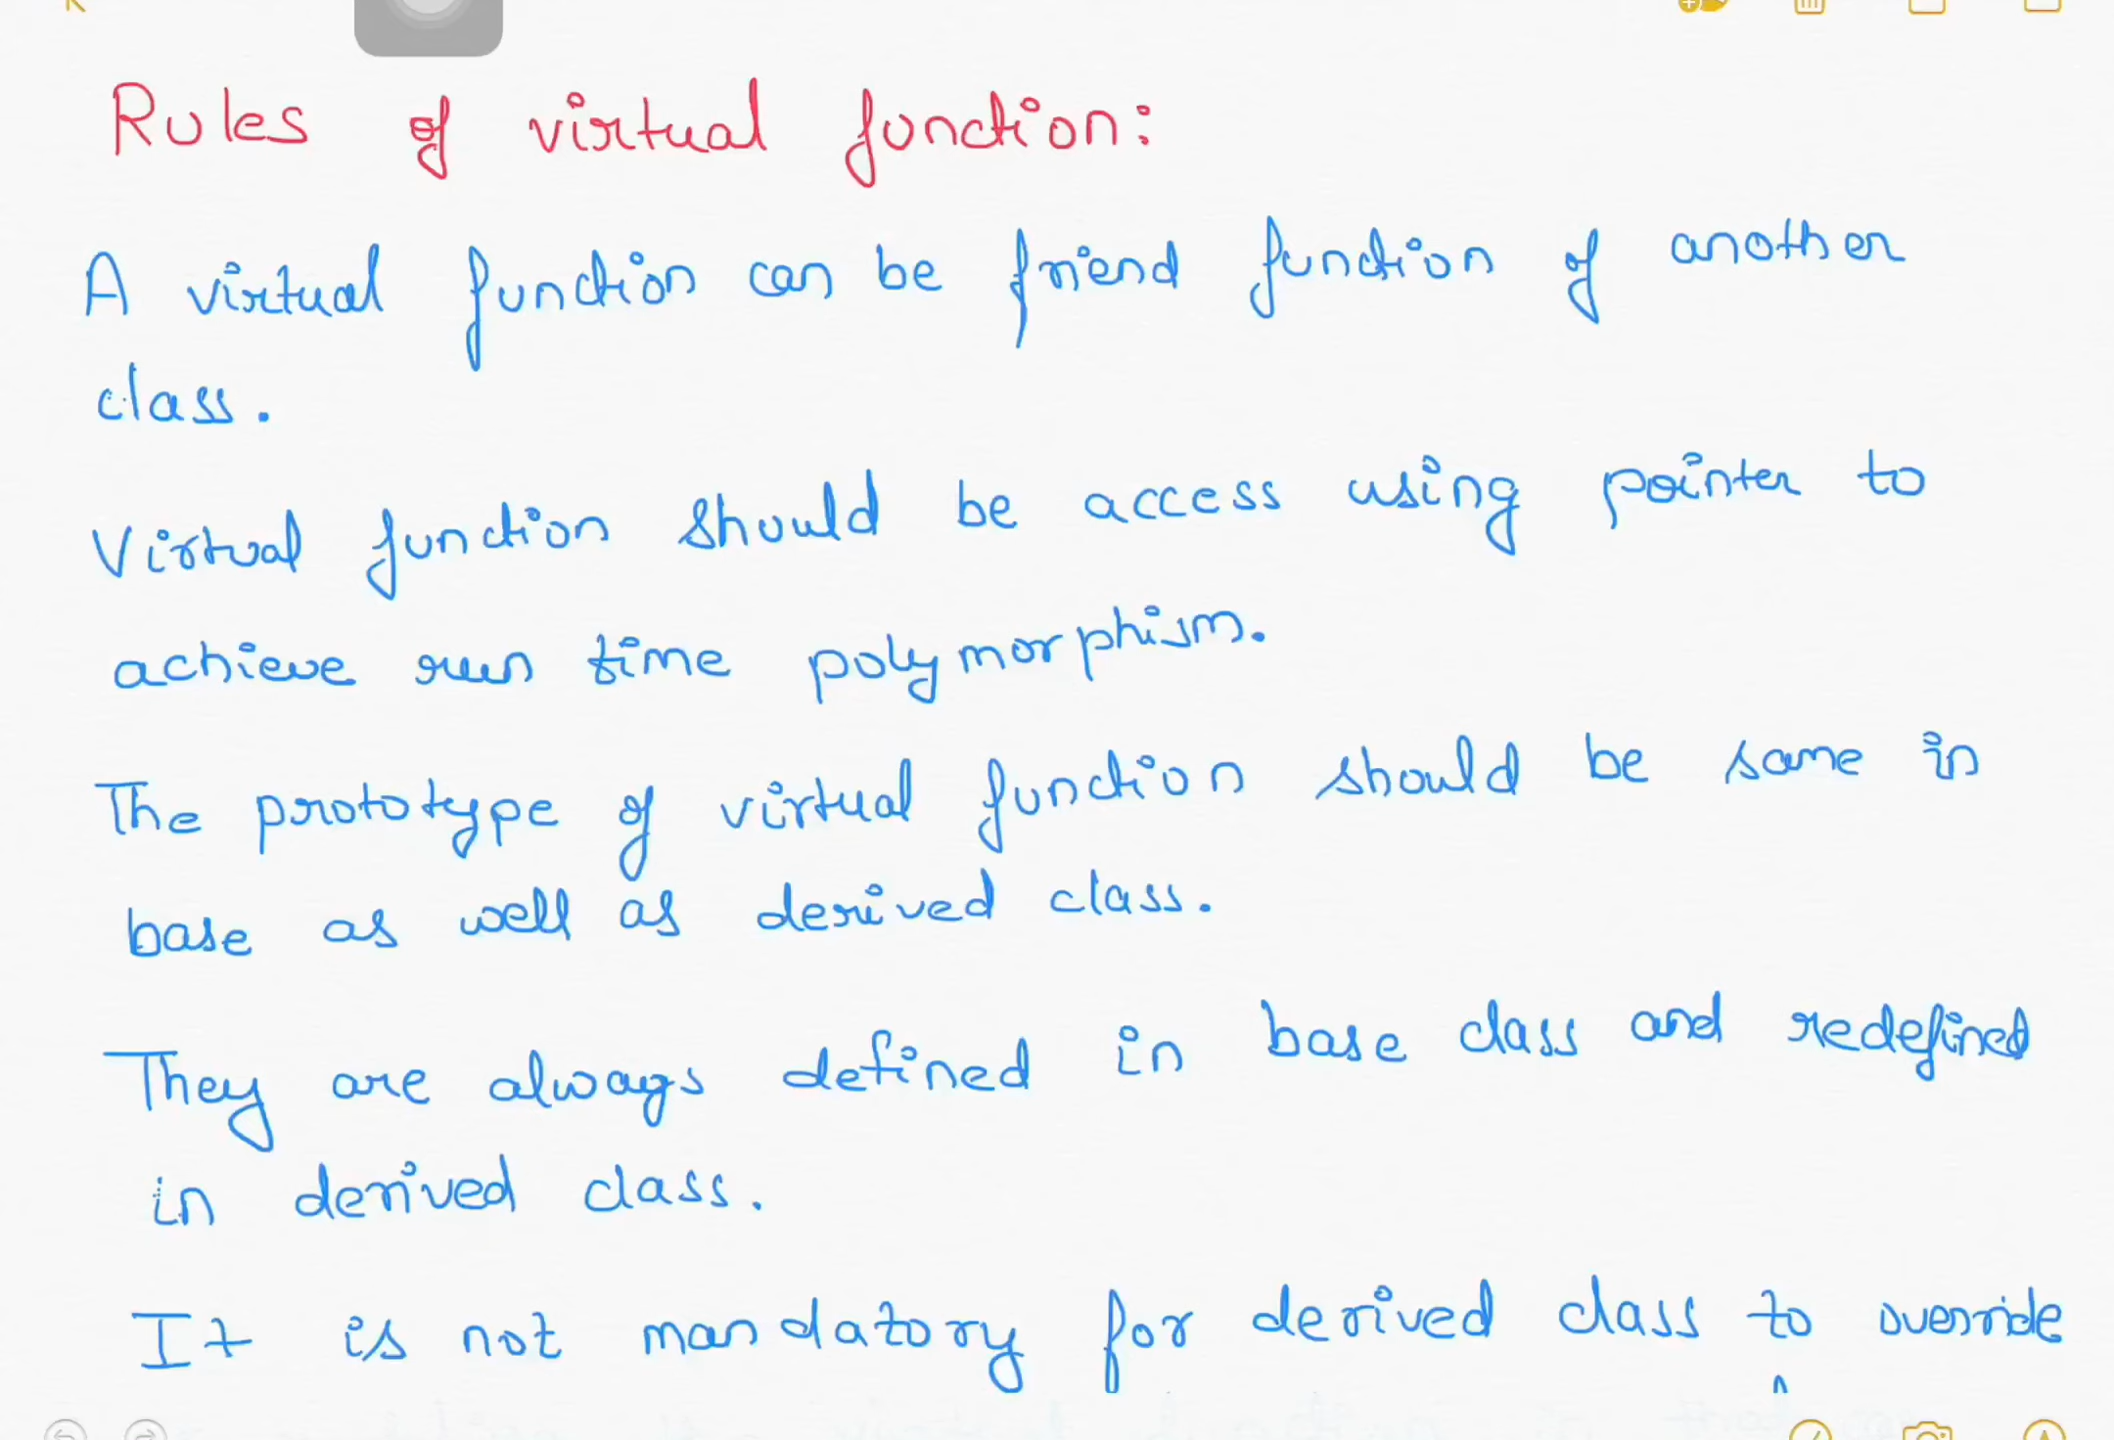 Rules of virtual function:
A virtual function can be friend function of another
class.
Virtual function should be access using pointer to
achieve run time polymorphism.
The prototype of virtual function should be same in
base as well as derived class.
They are always defined in base class and redefined
in derived class.
It is not mandatory for derived class to override